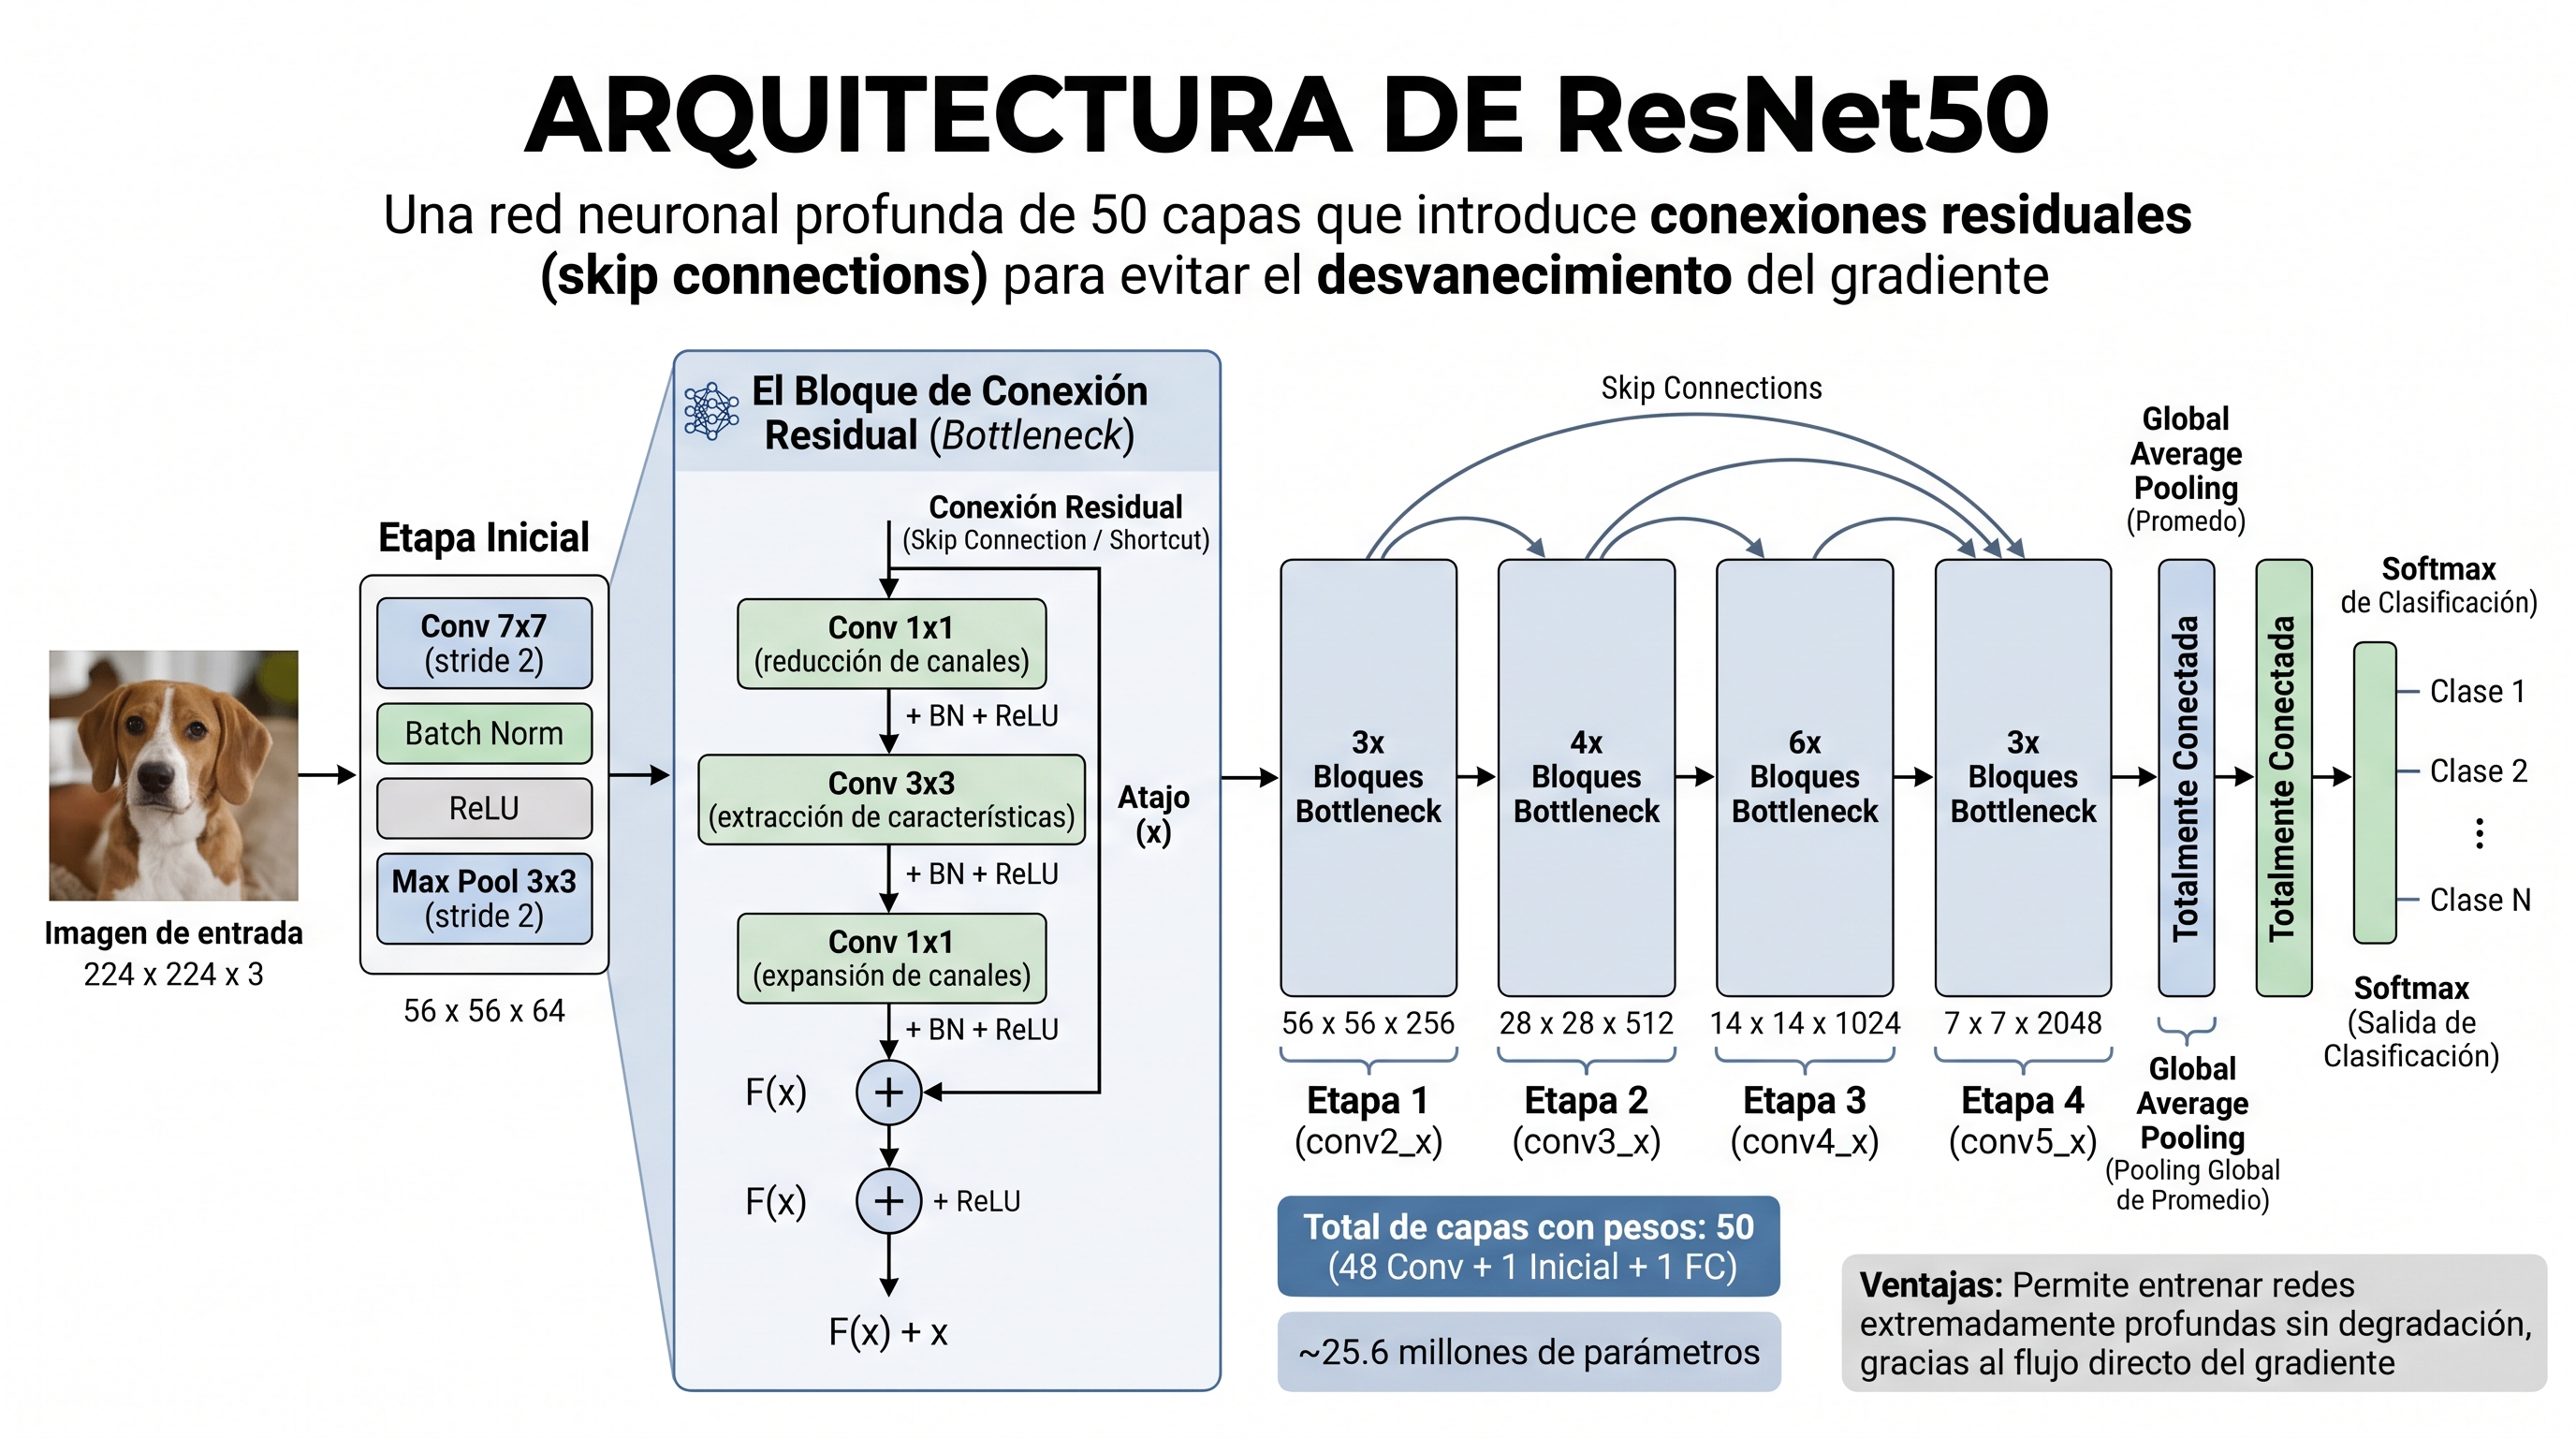 ARQUITECTURA DE ResNet50
Una red neuronal profunda de 50 capas que introduce conexiones residuales
(skip connections) para evitar el desvanecimiento del gradiente
Imagen de entrada
224 x 224 x 3
Etapa Inicial
Conv 7x7
(stride 2)
Batch Norm
ReLU
Max Pool 3x3
(stride 2)
56 x 56 x 64
El Bloque de Conexión
Residual (Bottleneck)
Conexión Residual
(Skip Connection / Shortcut)
Conv 1x1
(reducción de canales)
+ BN + ReLU
Conv 3x3
(extracción de características)
Atajo
(x)
+ BN + ReLU
Conv 1x1
(expansión de canales)
+ BN + ReLU
F(x)
+
F(x)
+
+ ReLU
F(x) + x
Skip Connections
3x
Bloques
Bottleneck
56 x 56 x 256
Etapa 1
(conv2_x)
4x
Bloques
Bottleneck
28 x 28 x 512
Etapa 2
(conv3_x)
6x
Bloques
Bottleneck
14 x 14 x 1024
Etapa 3
(conv4_x)
3x
Bloques
Bottleneck
7 x 7 x 2048
Etapa 4
(conv5_x)
Global
Average
Pooling
(Promedo)
Totalmente Conectada
Global
Average
Pooling
(Pooling Global
de Promedio)
Totalmente Conectada
Softmax
de Clasificación)
Clase 1
Clase 2
⋮
Clase N
Softmax
(Salida de
Clasificación)
Total de capas con pesos: 50
(48 Conv + 1 Inicial + 1 FC)
~25.6 millones de parámetros
Ventajas: Permite entrenar redes
extremadamente profundas sin degradación,
gracias al flujo directo del gradiente